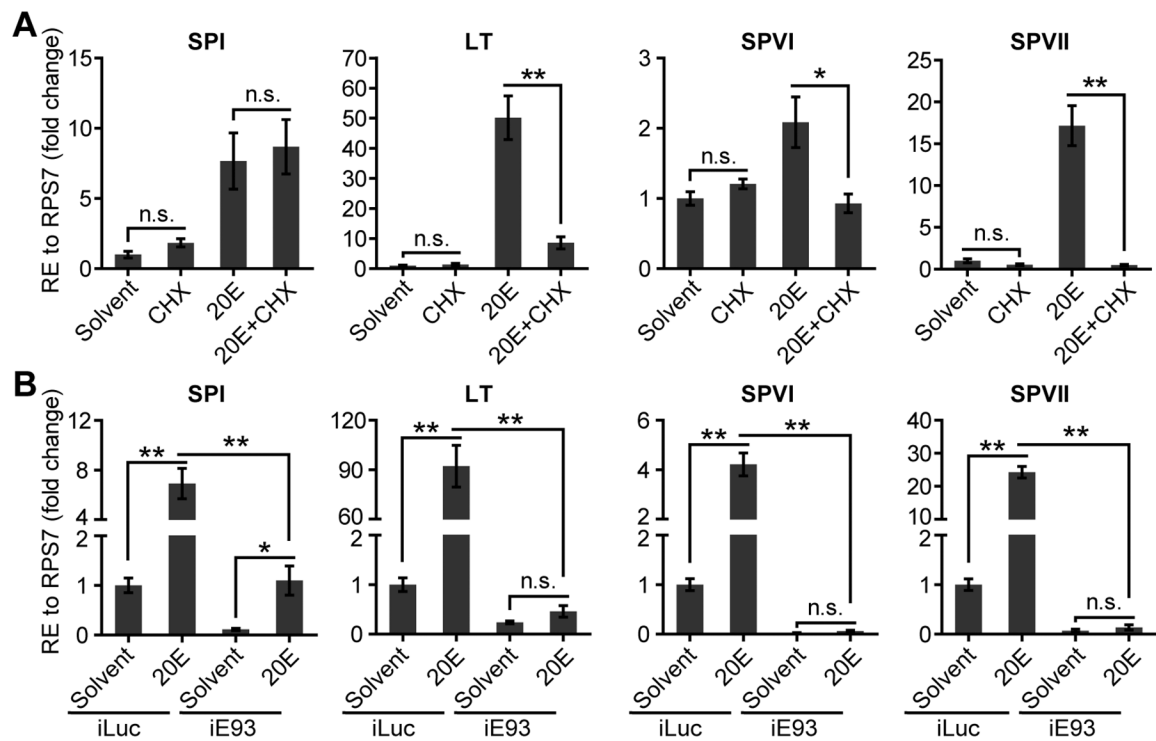 A
SPI
LT
SPVI
SPVII
RE to RPS7 (fold change)
15
10
5
0
n.s.
n.s.
Solvent
CHX
20E
20E+CHX
70
60
50
40
30
20
10
0
n.s.
**
Solvent
CHX
20E
20E+CHX
3
2
1
0
n.s.
*
Solvent
CHX
20E
20E+CHX
25
20
15
10
5
0
n.s.
**
Solvent
CHX
20E
20E+CHX
B
SPI
LT
SPVI
SPVII
RE to RPS7 (fold change)
12
8
4
2
1
0
**
**
*
Solvent
20E
Solvent
20E
iLuc
iE93
120
90
60
2
1
0
**
**
n.s.
Solvent
20E
Solvent
20E
iLuc
iE93
6
4
2
2
1
0
**
**
n.s.
Solvent
20E
Solvent
20E
iLuc
iE93
40
30
20
10
2
1
0
**
**
n.s.
Solvent
20E
Solvent
20E
iLuc
iE93